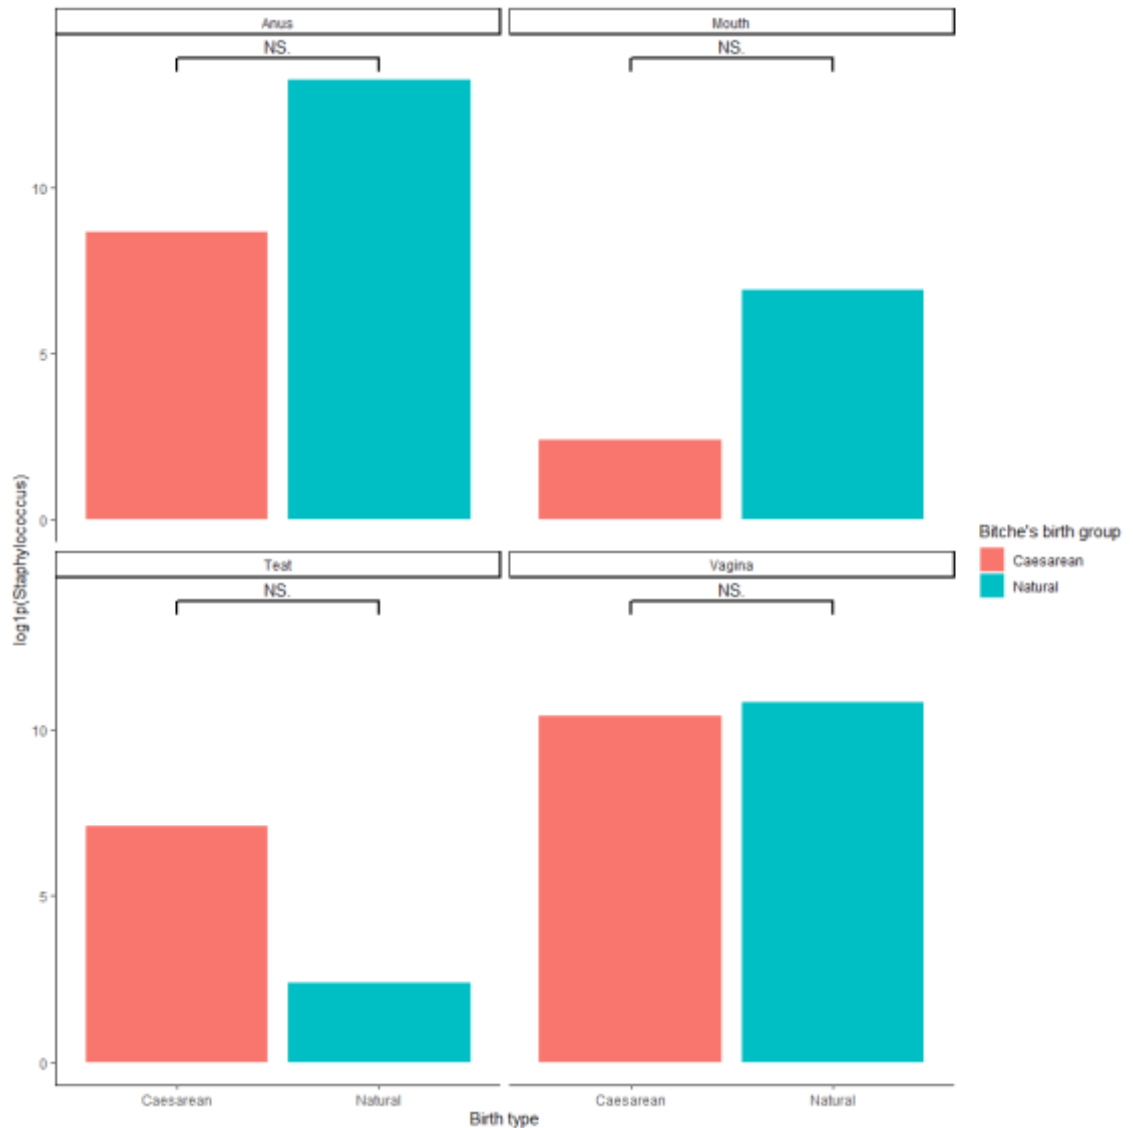 Anus
Mouth
NS.
NS.
10
5
0
Teat
Vagina
NS.
NS.
10
5
0
log1p(Staphylococcus)
Caesarean
Natural
Caesarean
Natural
Birth type
Bitche's birth group
Caesarean
Natural